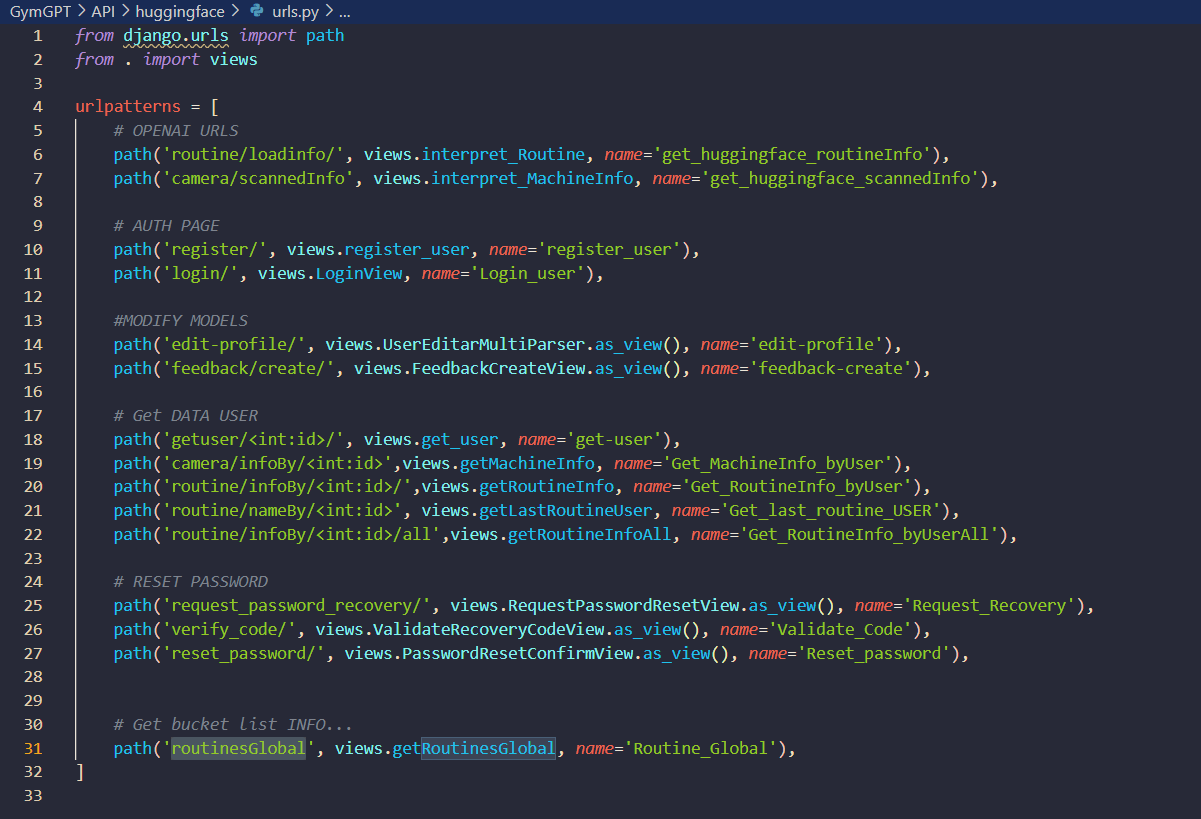 GymGPT > API > huggingface > urls.py > ...
1 from django.urls import path
2 from . import views
3
4 urlpatterns = [
5     # OPENAI URLS
6     path('routine/loadinfo/', views.interpret_Routine, name='get_huggingface_routineInfo'),
7     path('camera/scannedInfo', views.interpret_MachineInfo, name='get_huggingface_scannedInfo'),
8
9     # AUTH PAGE
10     path('register/', views.register_user, name='register_user'),
11     path('login/', views.LoginView, name='Login_user'),
12
13     #MODIFY MODELS
14     path('edit-profile/', views.UserEditarMultiParser.as_view(), name='edit-profile'),
15     path('feedback/create/', views.FeedbackCreateView.as_view(), name='feedback-create'),
16
17     # Get DATA USER
18     path('getuser/<int:id>/', views.get_user, name='get-user'),
19     path('camera/infoBy/<int:id>',views.getMachineInfo, name='Get_MachineInfo_byUser'),
20     path('routine/infoBy/<int:id>/',views.getRoutineInfo, name='Get_RoutineInfo_byUser'),
21     path('routine/nameBy/<int:id>', views.getLastRoutineUser, name='Get_last_routine_USER'),
22     path('routine/infoBy/<int:id>/all',views.getRoutineInfoAll, name='Get_RoutineInfo_byUserAll'),
23
24     # RESET PASSWORD
25     path('request_password_recovery/', views.RequestPasswordResetView.as_view(), name='Request_Recovery'),
26     path('verify_code/', views.ValidateRecoveryCodeView.as_view(), name='Validate_Code'),
27     path('reset_password/', views.PasswordResetConfirmView.as_view(), name='Reset_password'),
28
29
30     # Get bucket list INFO...
31     path('routinesGlobal', views.getRoutinesGlobal, name='Routine_Global'),
32 ]
33